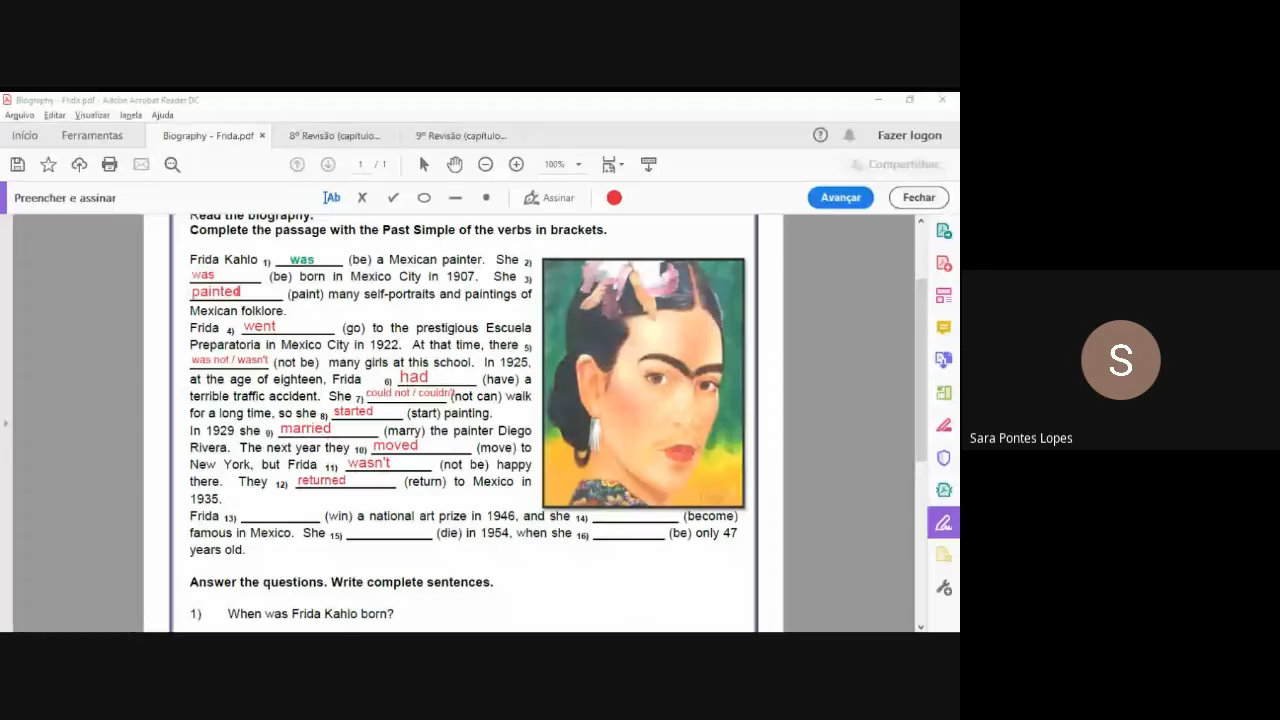 Biography - Frida.pdf - Adobe Acrobat Reader DC
Arquivo Editar Visualizar Janela Ajuda
Início Ferramentas Biography - Frida.pdf × 8º Revisão (capitulo... 9º Revisão (capítulo... Fazer logon
1 / 1 100% Compartilhar
Preencher e assinar Ab Assinar Avançar Fechar
Read the biography.
Complete the passage with the Past Simple of the verbs in brackets.
Frida Kahlo 1) was (be) a Mexican painter. She 2)
was (be) born in Mexico City in 1907. She 3)
painted (paint) many self-portraits and paintings of
Mexican folklore.
Frida 4) went (go) to the prestigious Escuela
Preparatoria in Mexico City in 1922. At that time, there 5)
was not / wasn't (not be) many girls at this school. In 1925,
at the age of eighteen, Frida 6) had (have) a
terrible traffic accident. She 7) could not / couldn't (not can) walk
for a long time, so she 8) started (start) painting.
In 1929 she 9) married (marry) the painter Diego
Rivera. The next year they 10) moved (move) to
New York, but Frida 11) wasn't (not be) happy
there. They 12) returned (return) to Mexico in
1935.
Frida 13) ____________ (win) a national art prize in 1946, and she 14) ____________ (become)
famous in Mexico. She 15) ____________ (die) in 1954, when she 16) __________ (be) only 47
years old.
Answer the questions. Write complete sentences.
1) When was Frida Kahlo born?
S
Sara Pontes Lopes